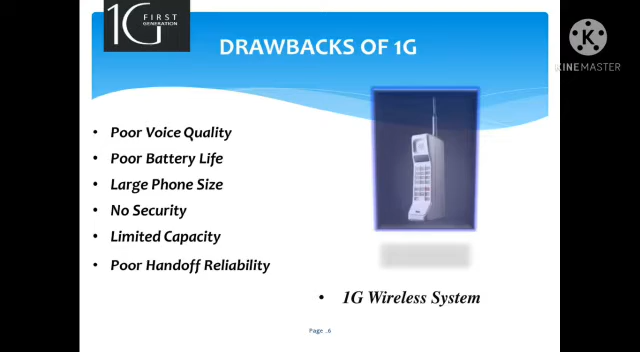 1G FIRST
GENERATION
DRAWBACKS OF 1G
KINEMASTER
• Poor Voice Quality
• Poor Battery Life
• Large Phone Size
• No Security
• Limited Capacity
• Poor Handoff Reliability
• 1G Wireless System
Page .6